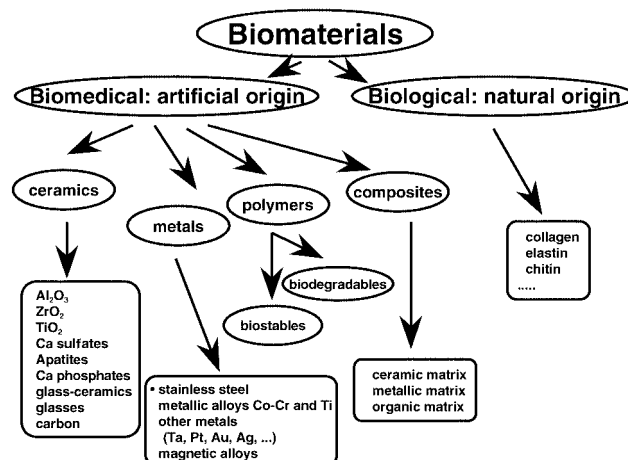 Biomaterials
Biomedical: artificial origin
Biological: natural origin
ceramics
metals
polymers
composites
biodegradables
biostables
collagen
elastin
chitin
.....
Al₂O₃
ZrO₂
TiO₂
Ca sulfates
Apatites
Ca phosphates
glass-ceramics
glasses
carbon
• stainless steel
metallic alloys Co-Cr and Ti
other metals
(Ta, Pt, Au, Ag, ...)
magnetic alloys
ceramic matrix
metallic matrix
organic matrix